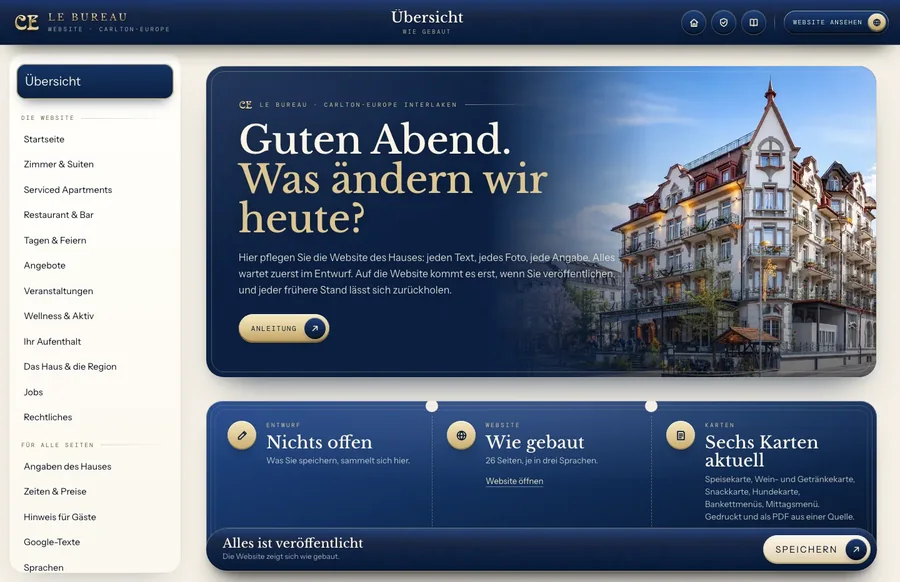 CE LE BUREAU
WEBSITE · CARLTON-EUROPE
Übersicht
WIE GEBAUT
WEBSITE ANSEHEN
Übersicht
DIE WEBSITE
Startseite
Zimmer & Suiten
Serviced Apartments
Restaurant & Bar
Tagen & Feiern
Angebote
Veranstaltungen
Wellness & Aktiv
Ihr Aufenthalt
Das Haus & die Region
Jobs
Rechtliches
FÜR ALLE SEITEN
Angaben des Hauses
Zeiten & Preise
Hinweis für Gäste
Google-Texte
Sprachen
CE LE BUREAU · CARLTON-EUROPE INTERLAKEN
Guten Abend.
Was ändern wir
heute?
Hier pflegen Sie die Website des Hauses: jeden Text, jedes Foto, jede Angabe. Alles
wartet zuerst im Entwurf. Auf die Website kommt es erst, wenn Sie veröffentlichen,
und jeder frühere Stand lässt sich zurückholen.
ANLEITUNG
ENTWURF
Nichts offen
Was Sie speichern, sammelt sich hier.
WEBSITE
Wie gebaut
26 Seiten, je in drei Sprachen.
Website öffnen
KARTEN
Sechs Karten
aktuell
Speisekarte, Wein- und Getränkekarte,
Snackkarte, Hundekarte,
Bankettmenüs, Mittagsmenü.
Gedruckt und als PDF aus einer Quelle.
Alles ist veröffentlicht
Die Website zeigt sich wie gebaut.
SPEICHERN